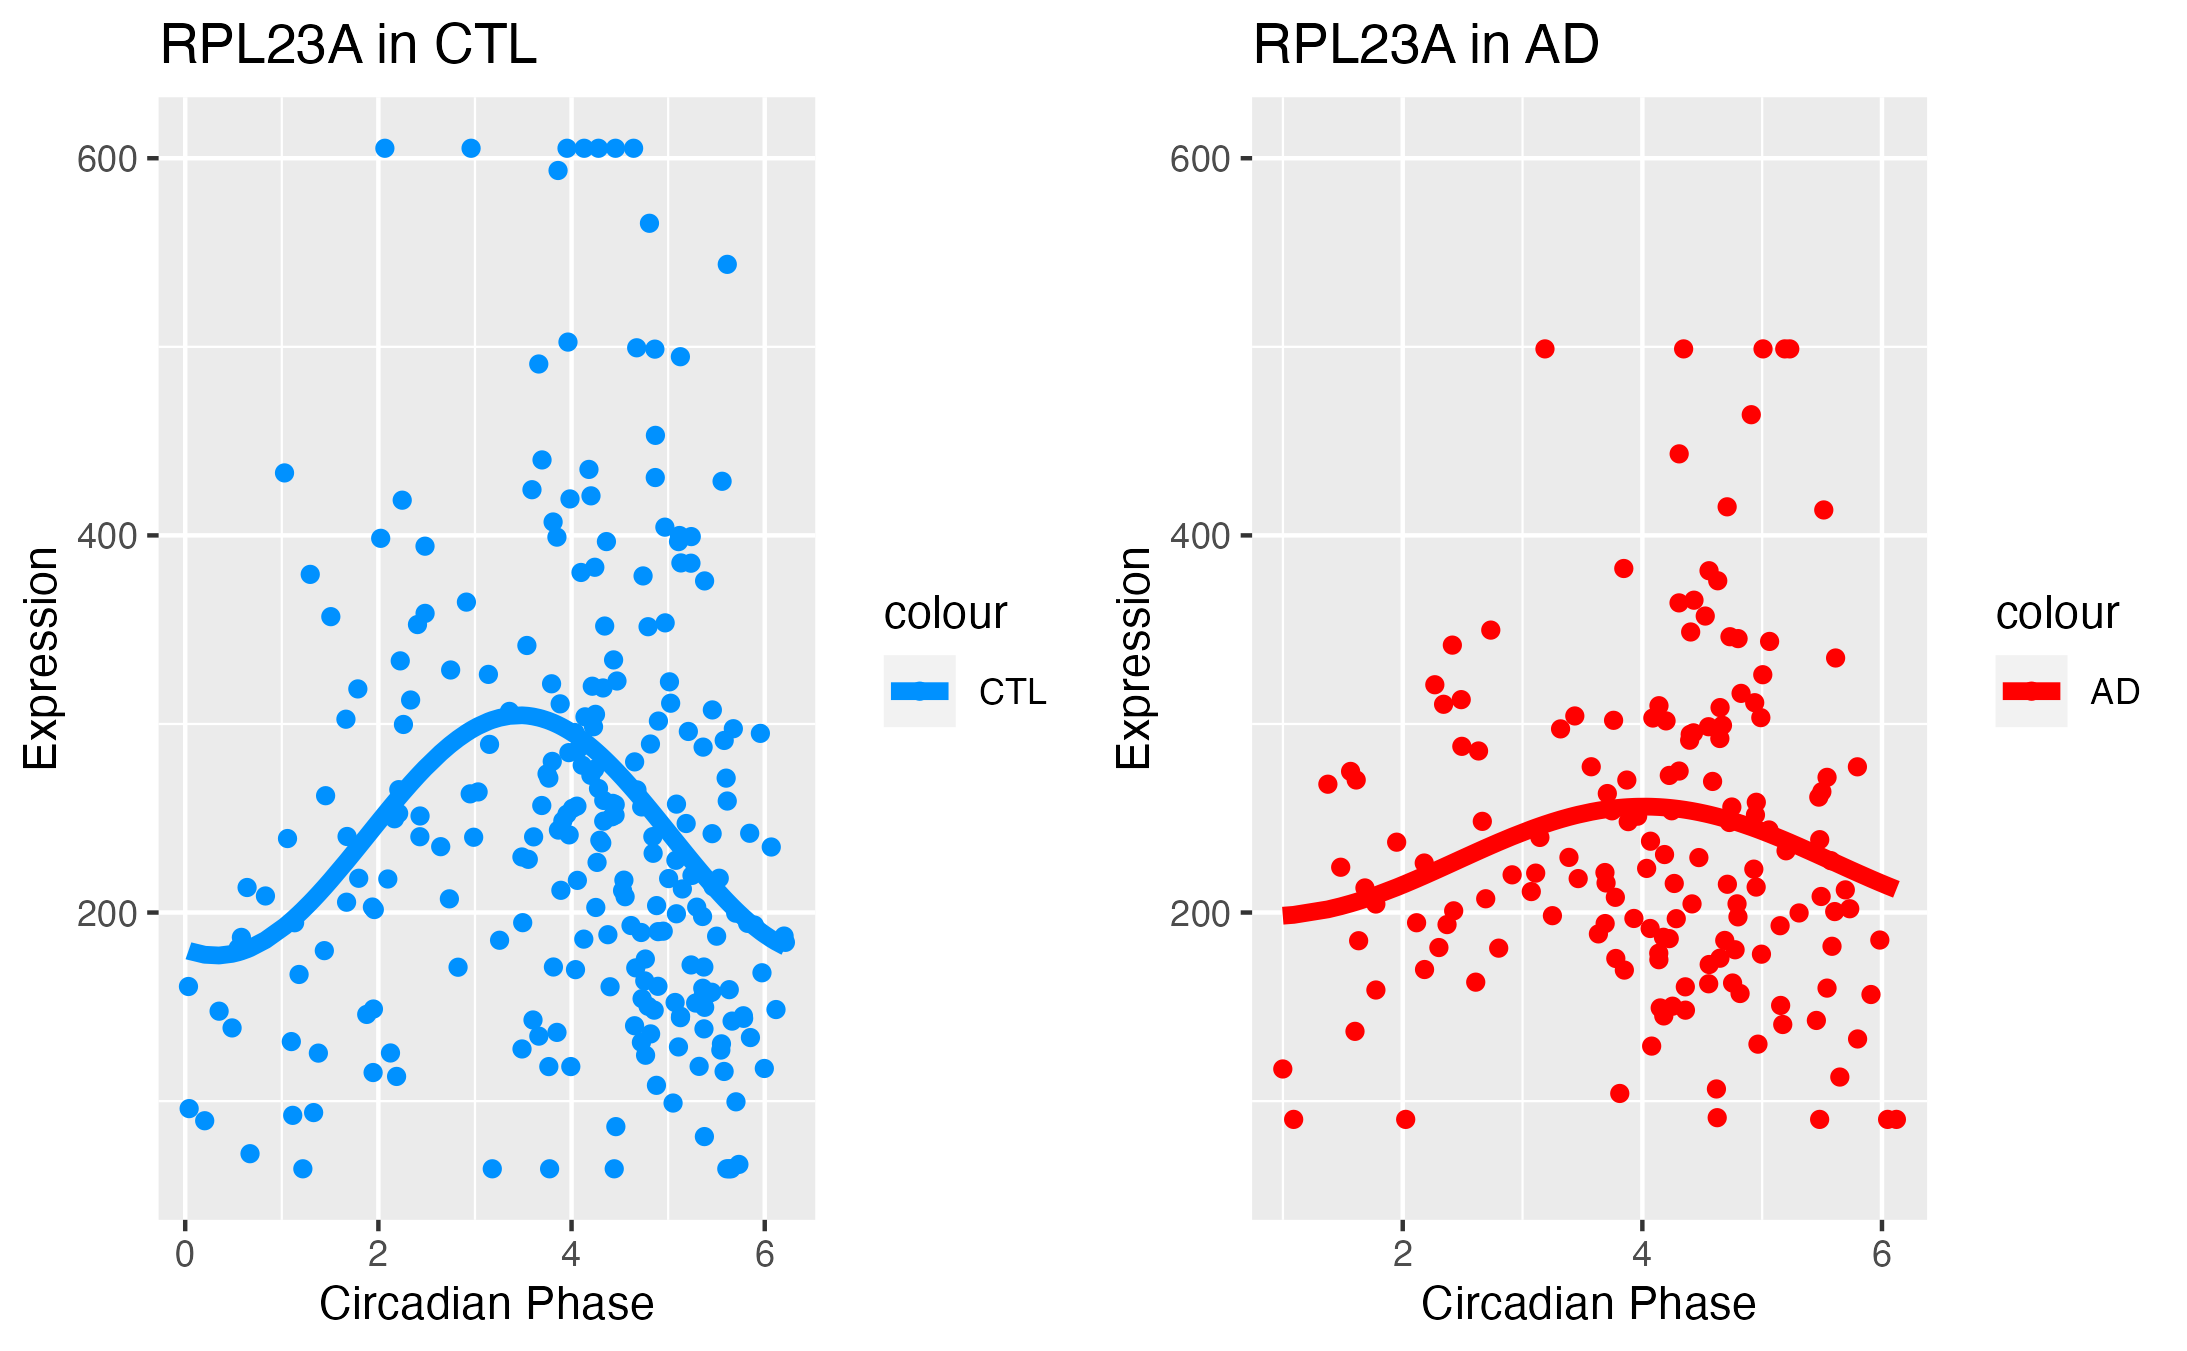 RPL23A in CTL
600
400
200
Expression
0 2 4 6
Circadian Phase
colour
CTL
RPL23A in AD
600
400
200
Expression
2 4 6
Circadian Phase
colour
AD